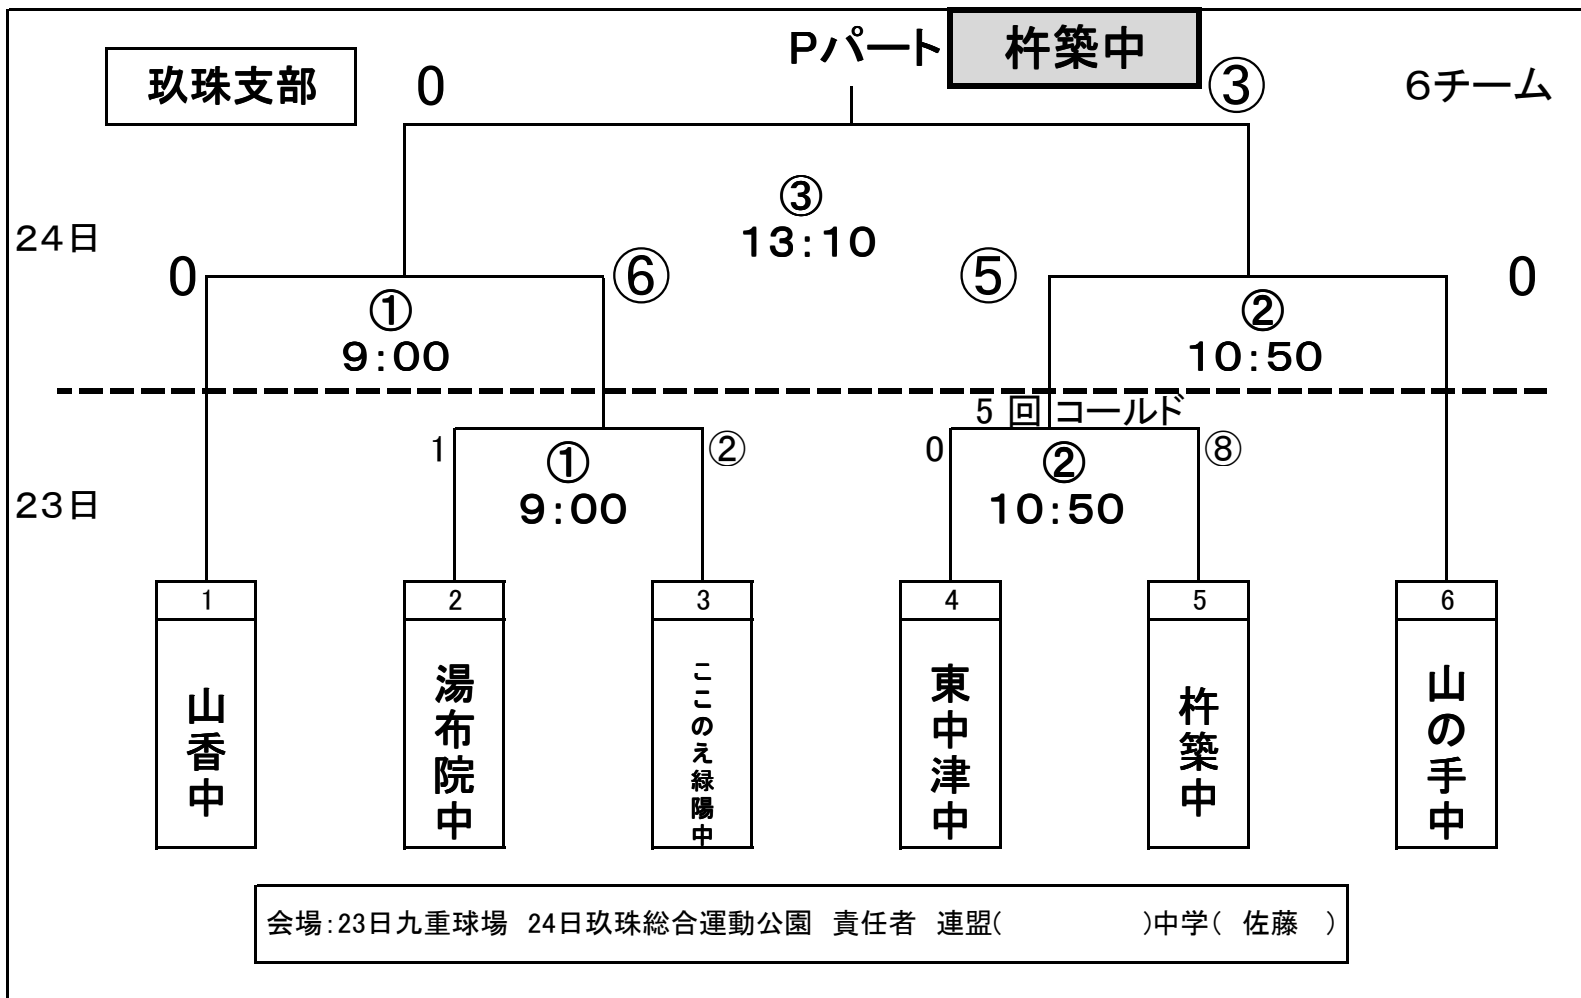 Pパート 杵築中
玖珠支部
0
③
6チーム
③
13:10
24日
0
⑥
⑤
0
①
9:00
②
10:50
5回コールド
1
②
0
⑧
①
9:00
②
10:50
23日
1
2
3
4
5
6
山香中
湯布院中
ここのえ緑陽中
東中津中
杵築中
山の手中
会場:23日九重球場 24日玖珠総合運動公園 責任者 連盟( )中学( 佐藤 )